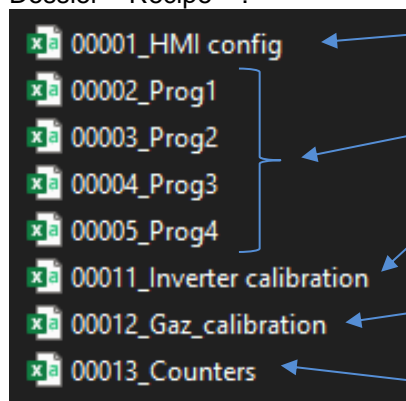 Dossier « Recipe » :
00001_HMI config
00002_Prog1
00003_Prog2
00004_Prog3
00005_Prog4
00011_Inverter calibration
00012_Gaz_calibration
00013_Counters